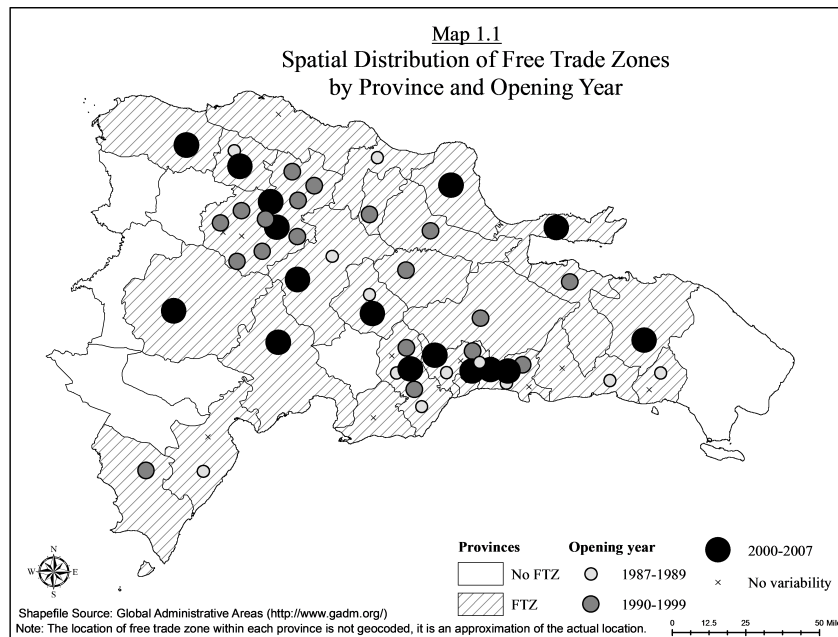 Map 1.1
Spatial Distribution of Free Trade Zones
by Province and Opening Year
N
W E
S
Provinces
No FTZ
FTZ
Opening year
1987-1989
1990-1999
2000-2007
No variability
Shapefile Source: Global Administrative Areas (http://www.gadm.org/)
Note: The location of free trade zone within each province is not geocoded, it is an approximation of the actual location.
0 12.5 25 50